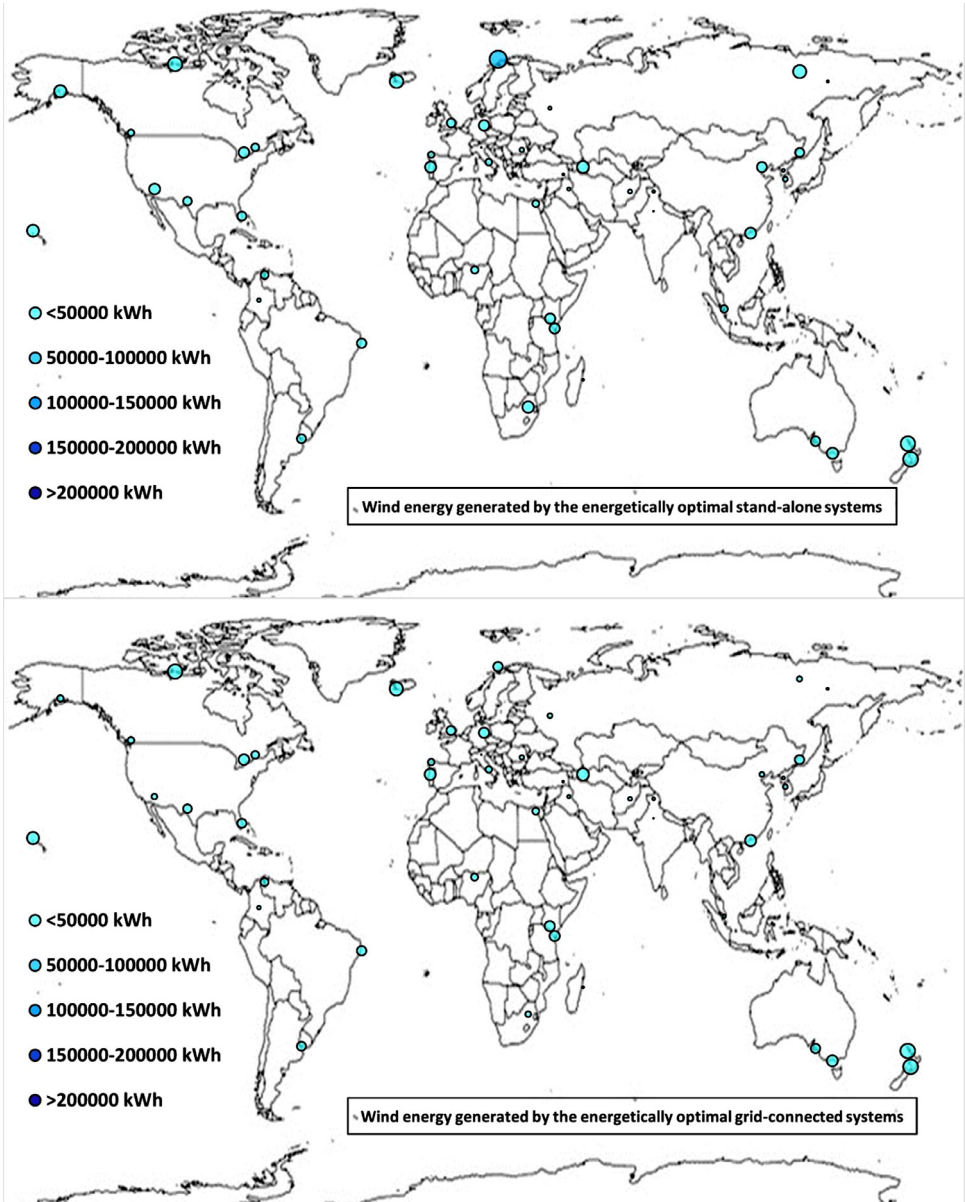 <50000 kWh
50000-100000 kWh
100000-150000 kWh
150000-200000 kWh
>200000 kWh
Wind energy generated by the energetically optimal stand-alone systems
<50000 kWh
50000-100000 kWh
100000-150000 kWh
150000-200000 kWh
>200000 kWh
Wind energy generated by the energetically optimal grid-connected systems